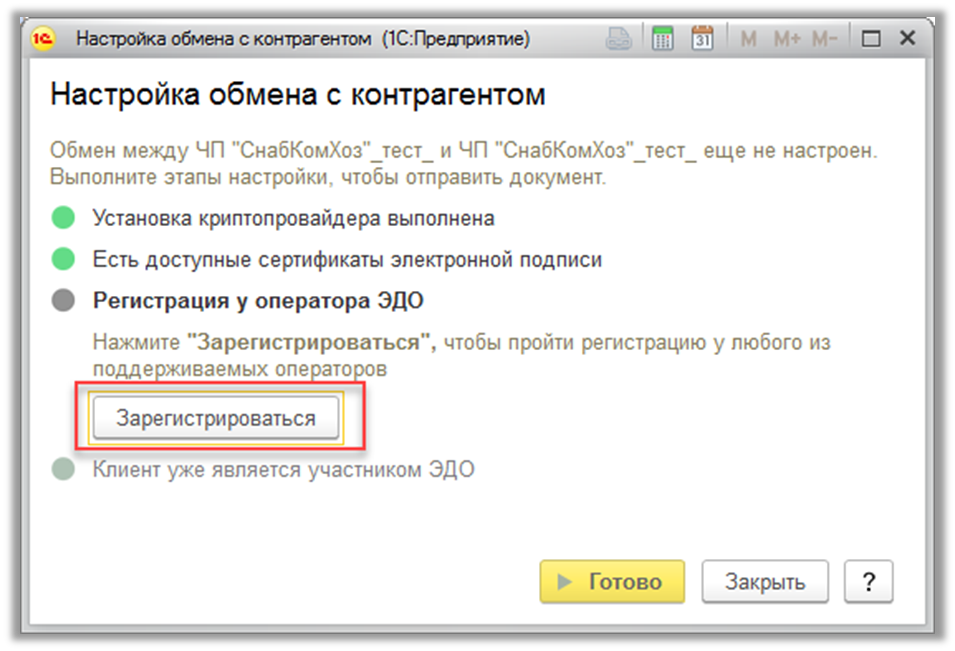 1С Настройка обмена с контрагентом (1С:Предприятие) 31 M M+ M-
Настройка обмена с контрагентом
Обмен между ЧП "СнабКомХоз"_тест_ и ЧП "СнабКомХоз"_тест_ еще не настроен.
Выполните этапы настройки, чтобы отправить документ.
Установка криптопровайдера выполнена
Есть доступные сертификаты электронной подписи
Регистрация у оператора ЭДО
Нажмите "Зарегистрироваться", чтобы пройти регистрацию у любого из
поддерживаемых операторов
Зарегистрироваться
Клиент уже является участником ЭДО
Готово Закрыть ?